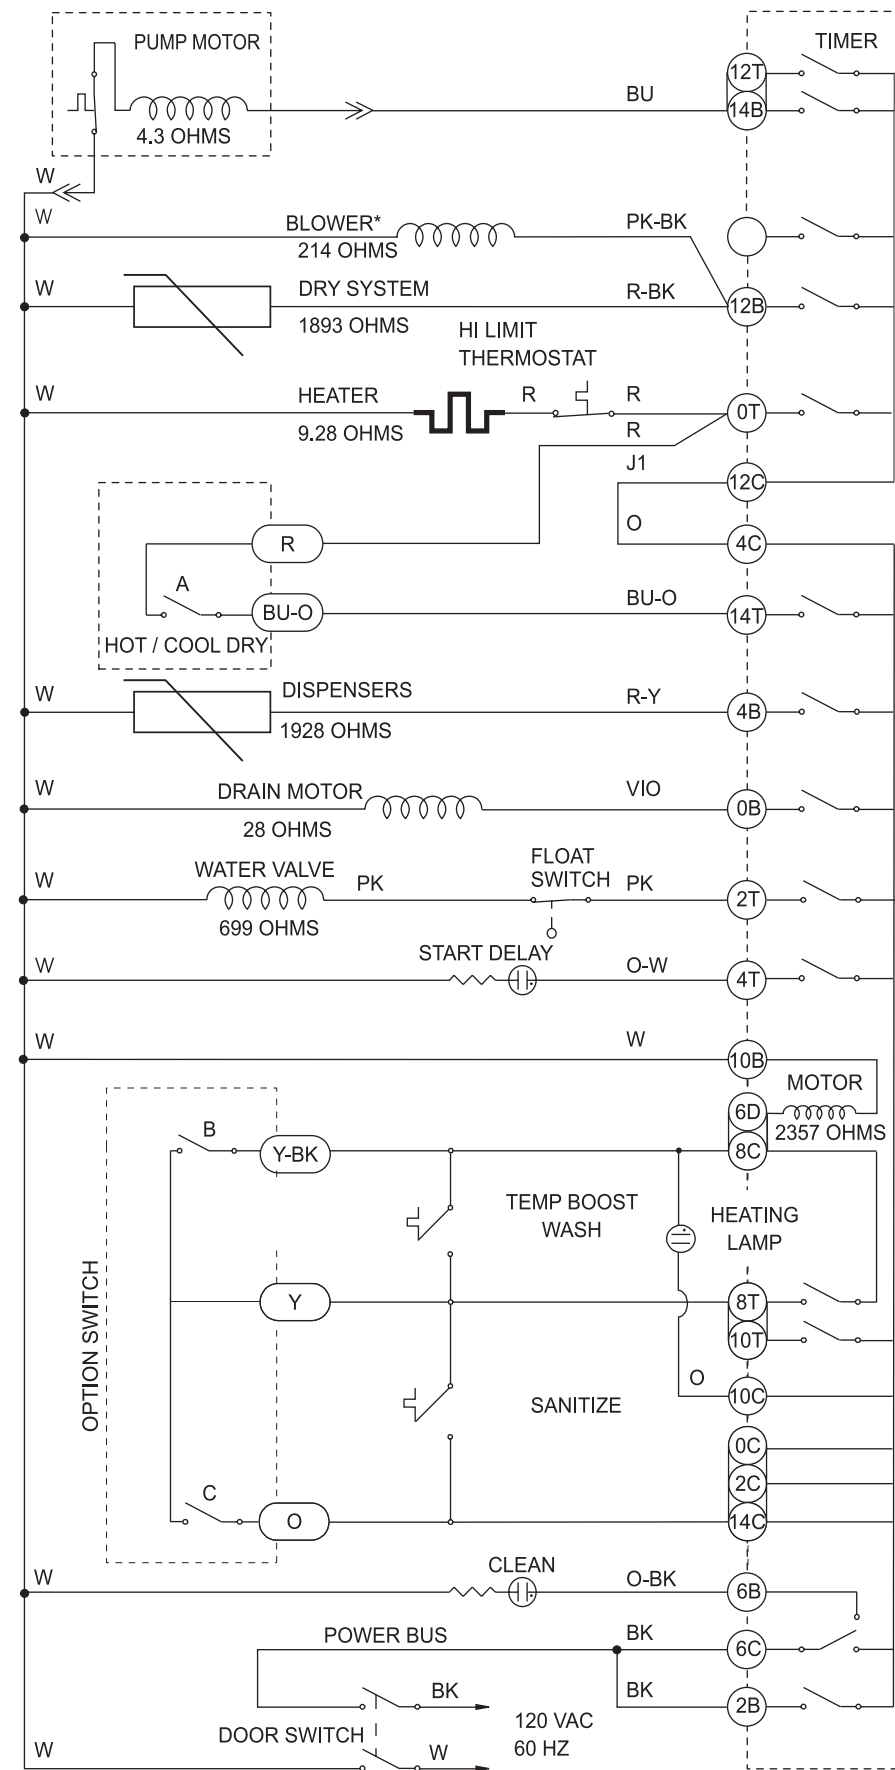 PUMP MOTOR
TIMER
12T
BU
14B
4.3 OHMS
W
W
BLOWER*
PK-BK
214 OHMS
W
DRY SYSTEM
R-BK
12B
1893 OHMS
HI LIMIT
THERMOSTAT
W
HEATER
R
R
0T
9.28 OHMS
R
J1
12C
O
R
4C
A
BU-O
BU-O
14T
HOT / COOL DRY
W
DISPENSERS
R-Y
4B
1928 OHMS
W
DRAIN MOTOR
VIO
0B
28 OHMS
WATER VALVE
FLOAT
SWITCH
W
PK
PK
2T
699 OHMS
START DELAY
W
O-W
4T
W
W
10B
MOTOR
6D
2357 OHMS
B
Y-BK
8C
TEMP BOOST
WASH
HEATING
LAMP
OPTION SWITCH
Y
8T
10T
O
10C
SANITIZE
0C
2C
C
O
14C
CLEAN
W
O-BK
6B
POWER BUS
BK
6C
BK
BK
2B
120 VAC
60 HZ
DOOR SWITCH
W
W